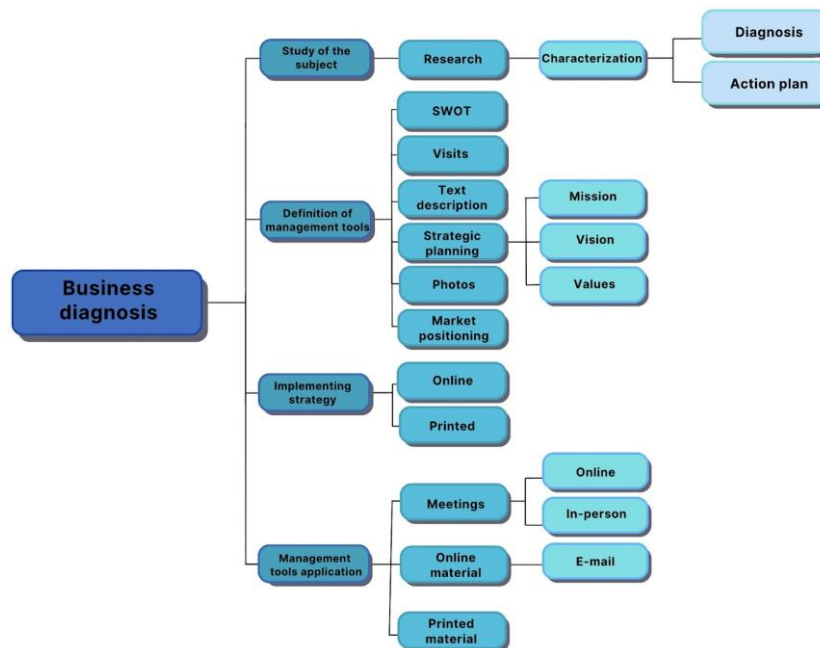 Business
diagnosis
Study of the
subject
Research
Characterization
Diagnosis
Action plan
Definition of
management tools
SWOT
Visits
Text
description
Strategic
planning
Mission
Vision
Values
Photos
Market
positioning
Implementing
strategy
Online
Printed
Management
tools application
Meetings
Online
In-person
Online
material
E-mail
Printed
material